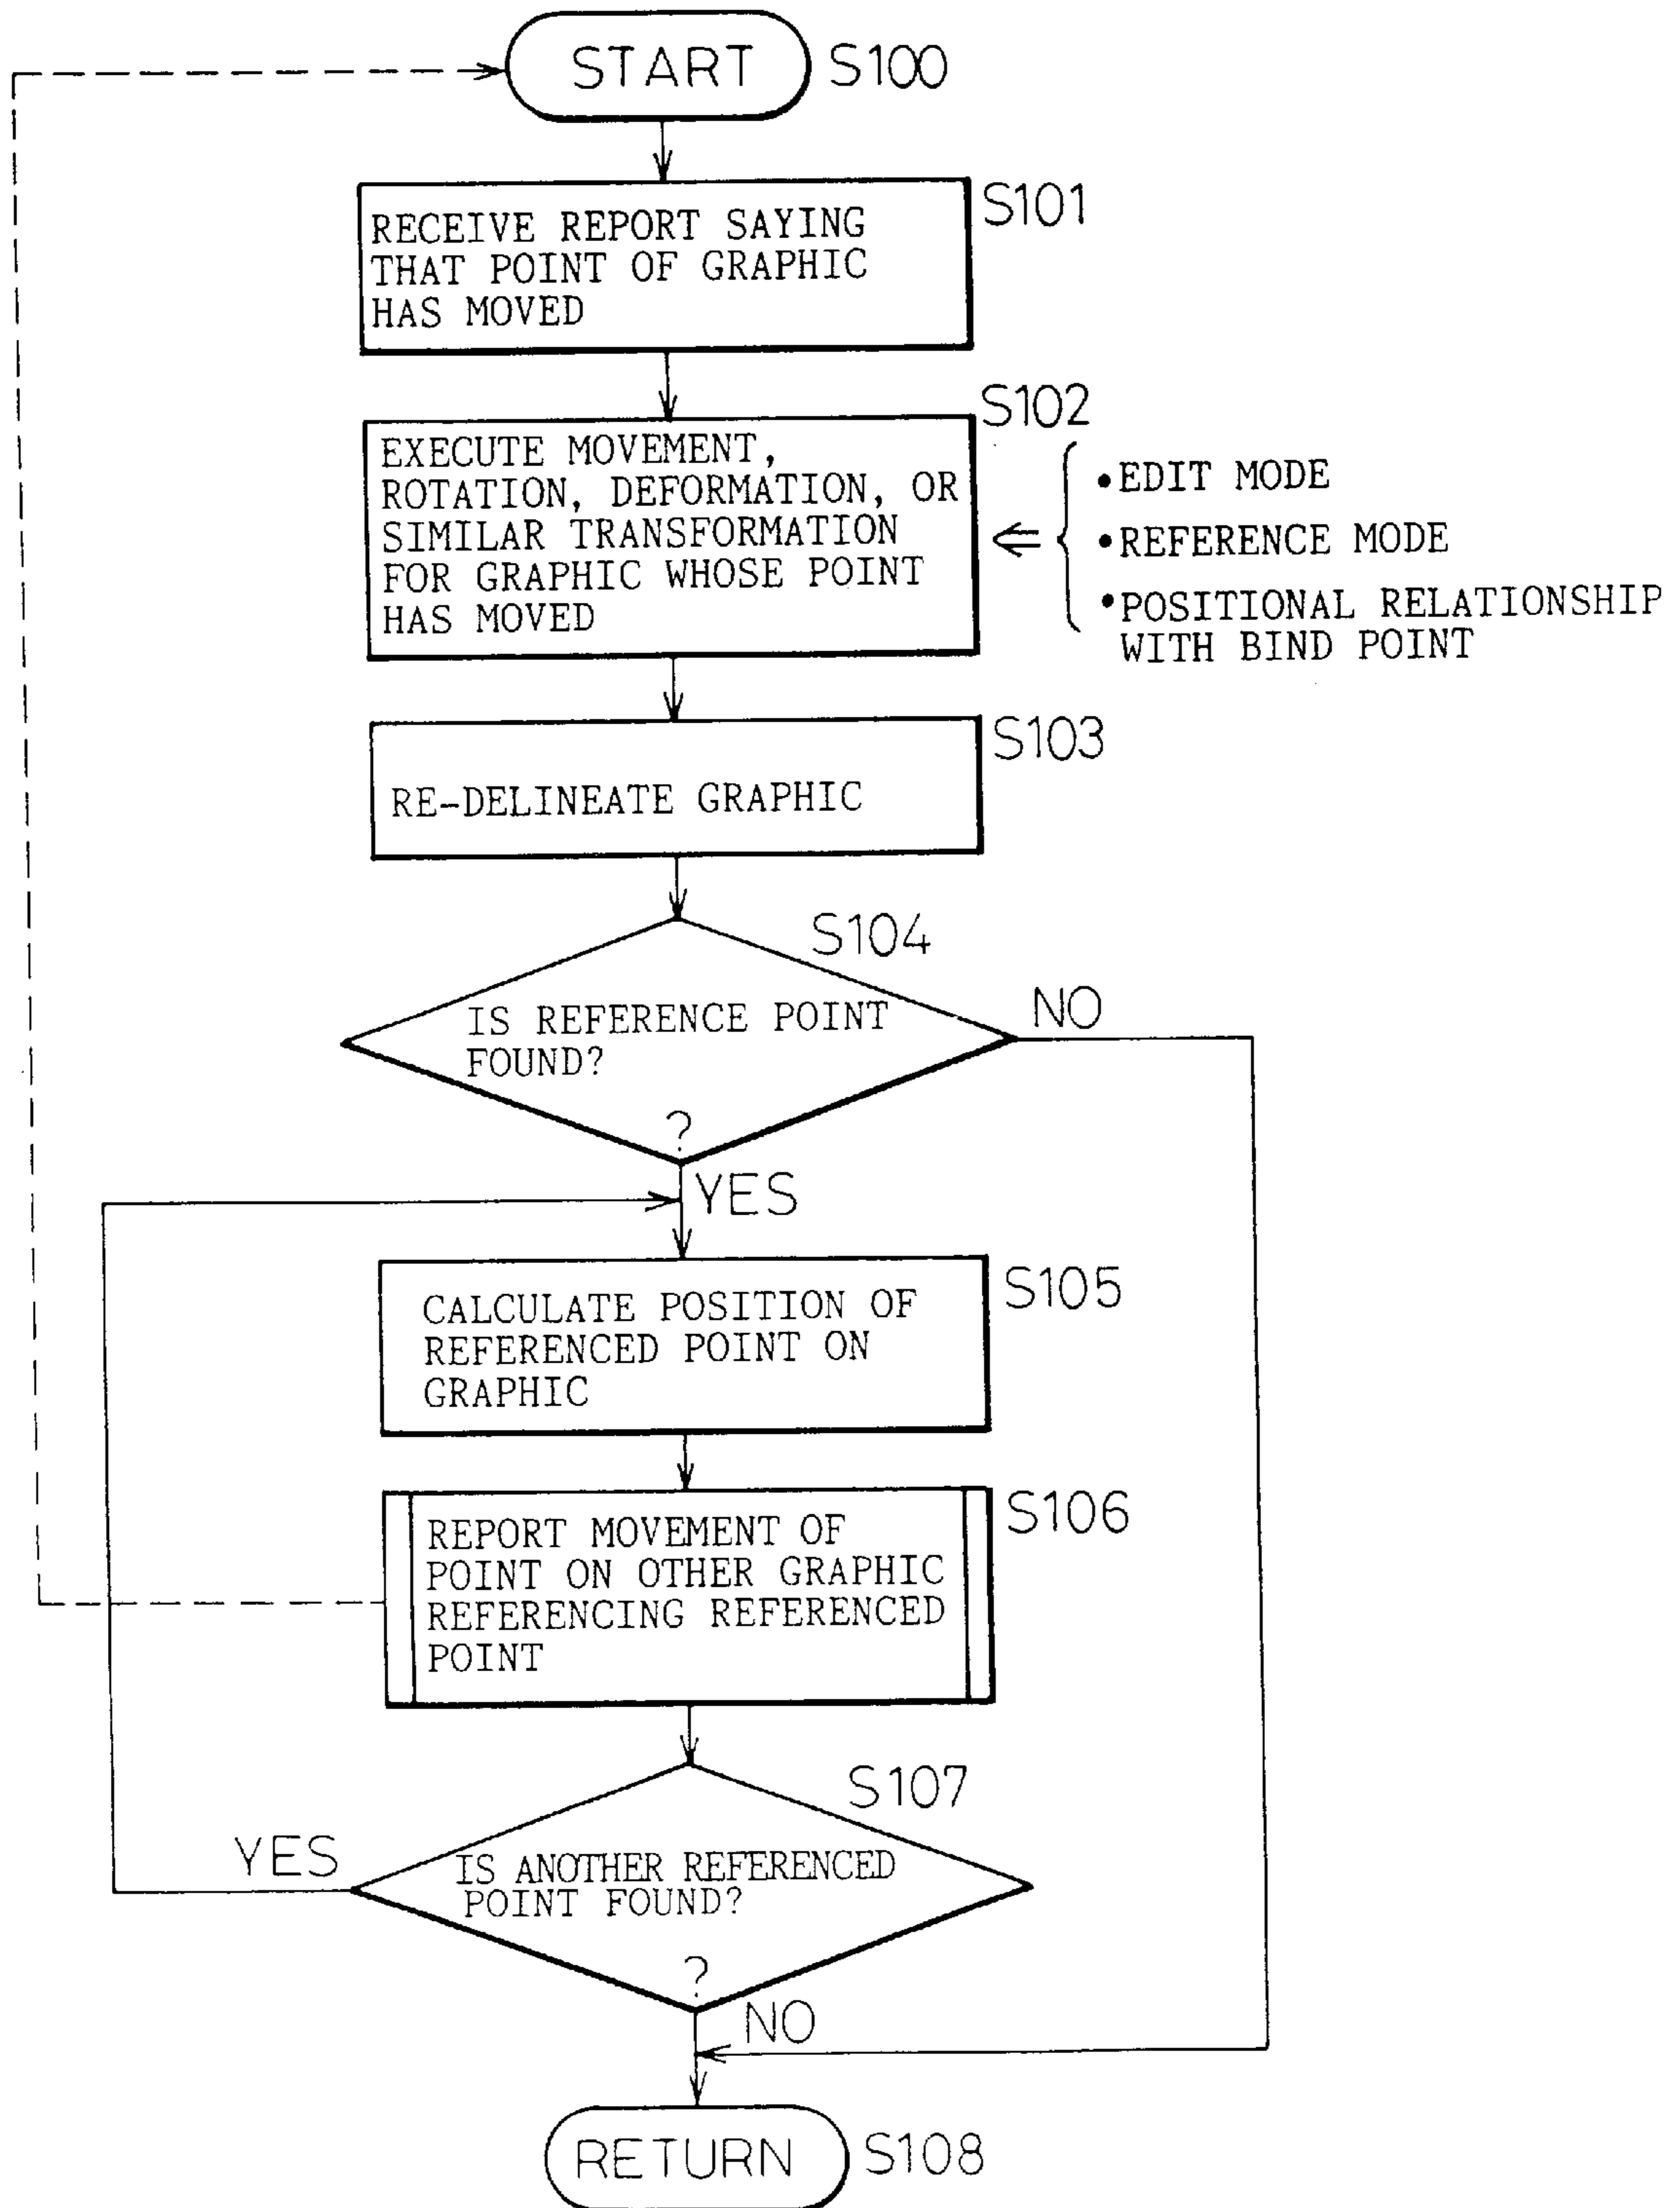 START S100
S101
RECEIVE REPORT SAYING
THAT POINT OF GRAPHIC
HAS MOVED
S102
EXECUTE MOVEMENT,
ROTATION, DEFORMATION, OR
SIMILAR TRANSFORMATION
FOR GRAPHIC WHOSE POINT
HAS MOVED
•EDIT MODE
•REFERENCE MODE
•POSITIONAL RELATIONSHIP
WITH BIND POINT
S103
RE-DELINEATE GRAPHIC
S104
IS REFERENCE POINT
FOUND?
?
NO
YES
S105
CALCULATE POSITION OF
REFERENCED POINT ON
GRAPHIC
S106
REPORT MOVEMENT OF
POINT ON OTHER GRAPHIC
REFERENCING REFERENCED
POINT
S107
YES
IS ANOTHER REFERENCED
POINT FOUND?
?
NO
RETURN S108